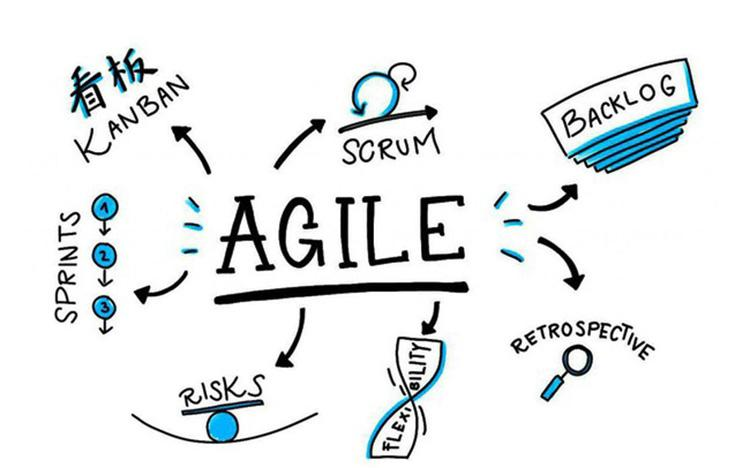 看板
KANBAN
SCRUM
BACKLOG
AGILE
SPRINTS
1
2
3
RETROSPECTIVE
RISKS
FLEXIBILITY